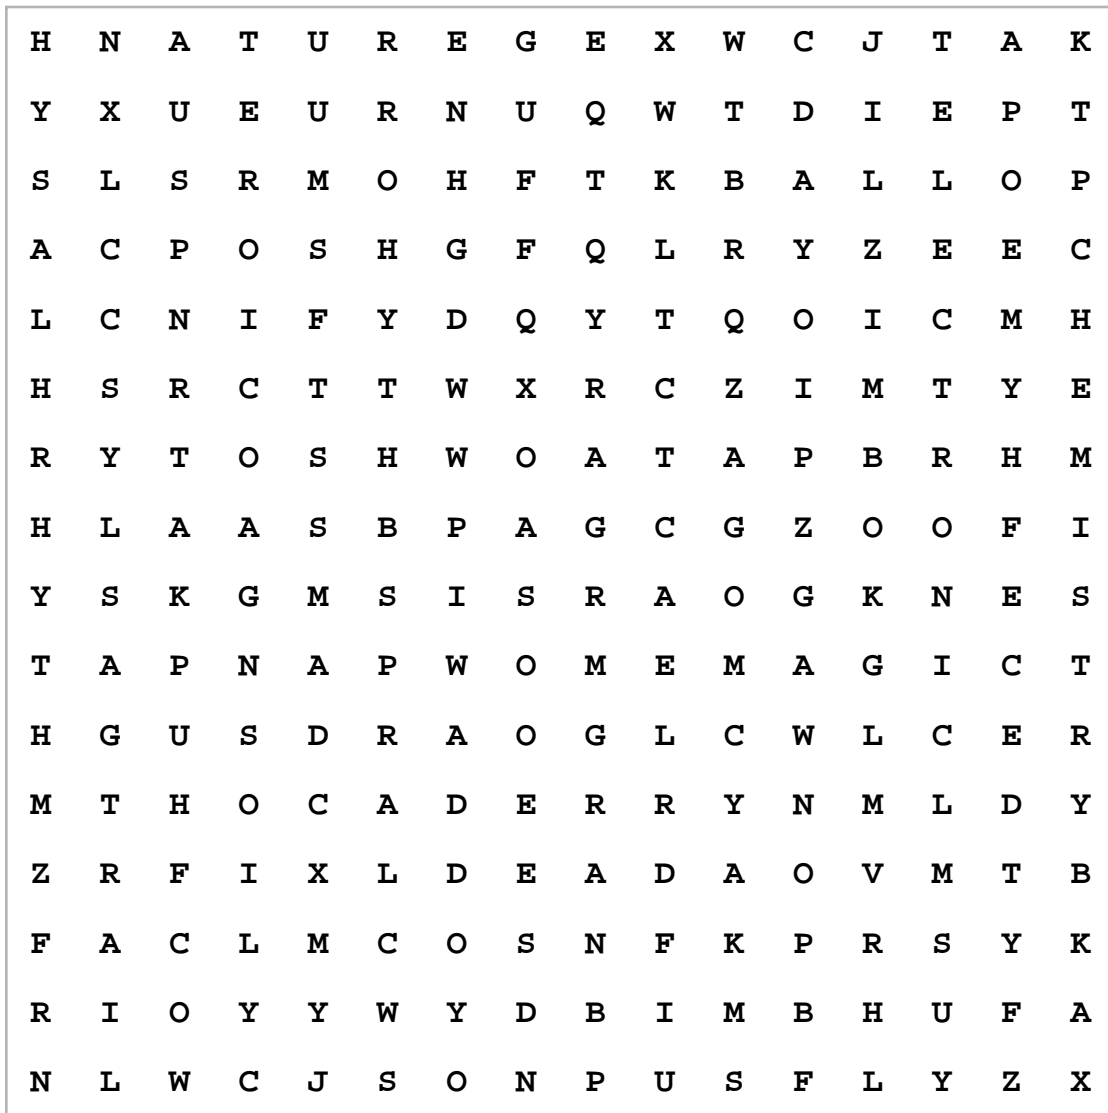 H N A T U R E G E X W C J T A K
Y X U E U R N U Q W T D I E P T
S L S R M O H F T K B A L L O P
A C P O S H G F Q L R Y Z E E C
L C N I F Y D Q Y T Q O I C M H
H S R C T T W X R C Z I M T Y E
R Y T O S H W O A T A P B R H M
H L A A S B P A G C G Z O O F I
Y S K G M S I S R A O G K N E S
T A P N A P W O M E M A G I C T
H G U S D R A O G L C W L C E R
M T H O C A D E R R Y N M L D Y
Z R F I X L D E A D A O V M T B
F A C L M C O S N F K P R S Y K
R I O Y Y W Y D B I M B H U F A
N L W C J S O N P U S F L Y Z X